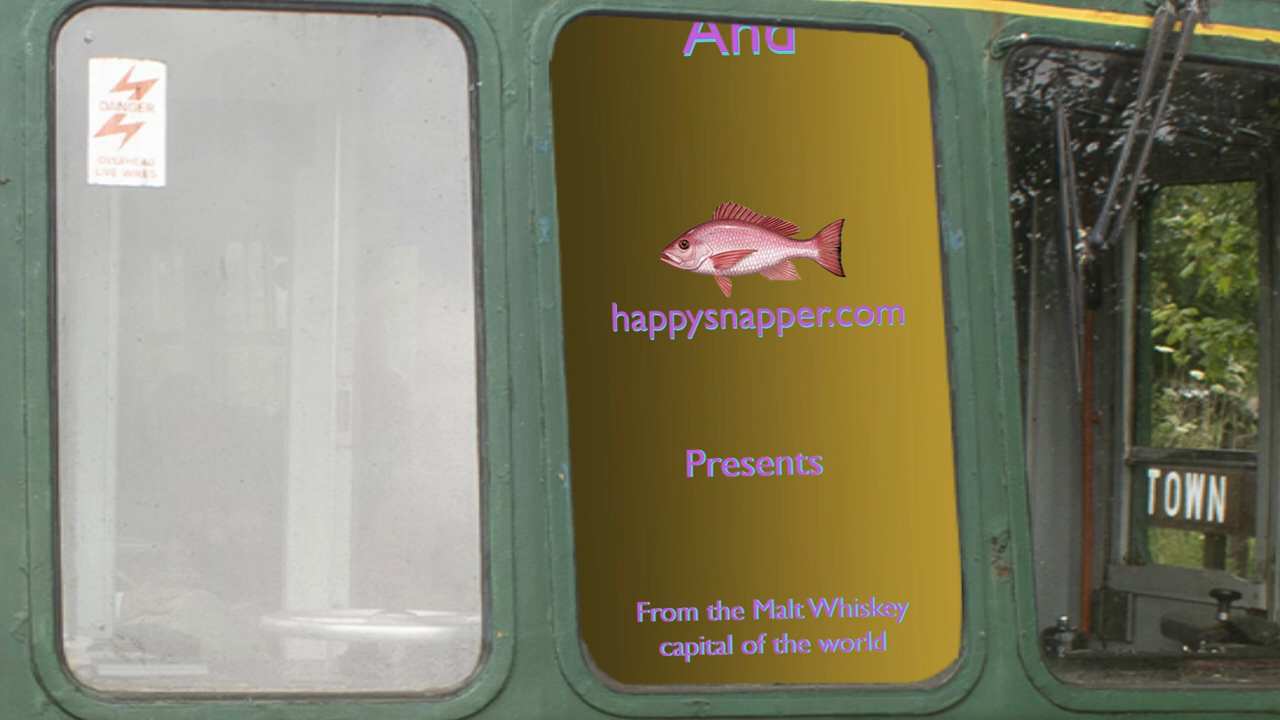 DANGER
OVERHEAD
LIVE WIRES
And
happysnapper.com
Presents
From the Malt Whiskey
capital of the world
TOWN